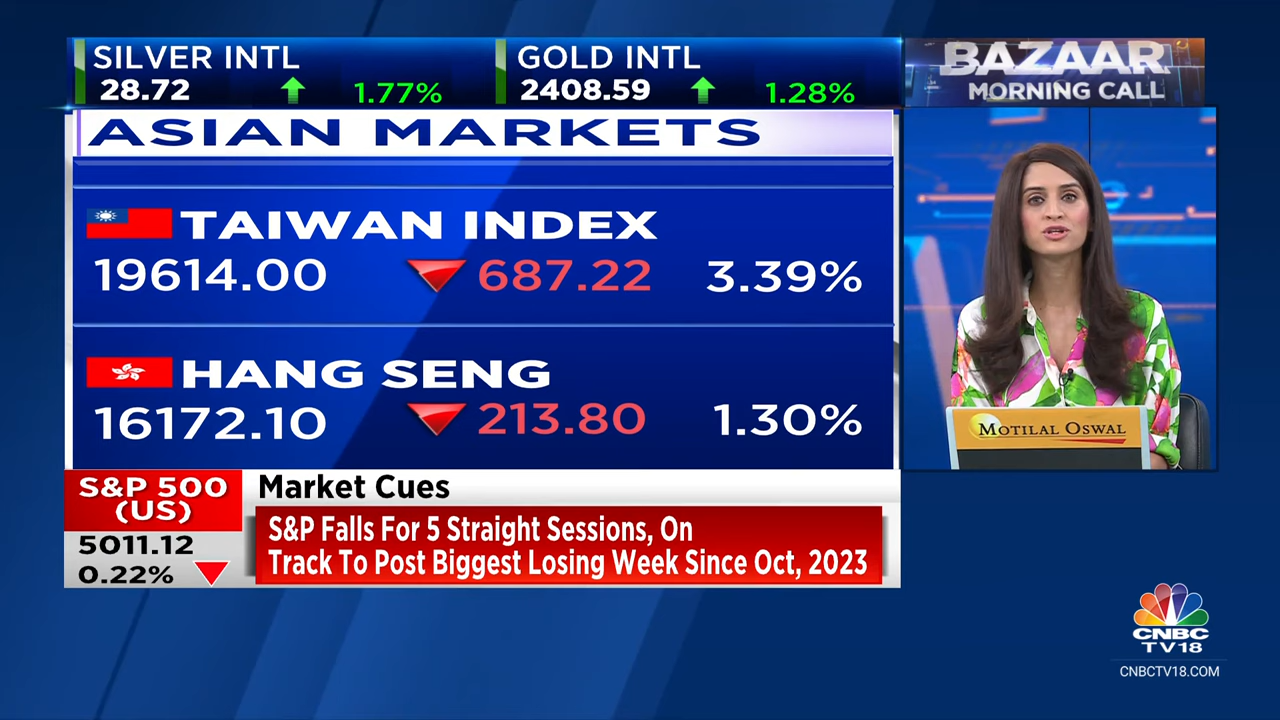 SILVER INTL
28.72 1.77%
GOLD INTL
2408.59 1.28%
BAZAAR
MORNING CALL
ASIAN MARKETS
TAIWAN INDEX
19614.00 687.22 3.39%
HANG SENG
16172.10 213.80 1.30%
MOTILAL OSWAL
S&P 500
(US)
5011.12
0.22%
Market Cues
S&P Falls For 5 Straight Sessions, On
Track To Post Biggest Losing Week Since Oct, 2023
CNBC
TV18
CNBCTV18.COM